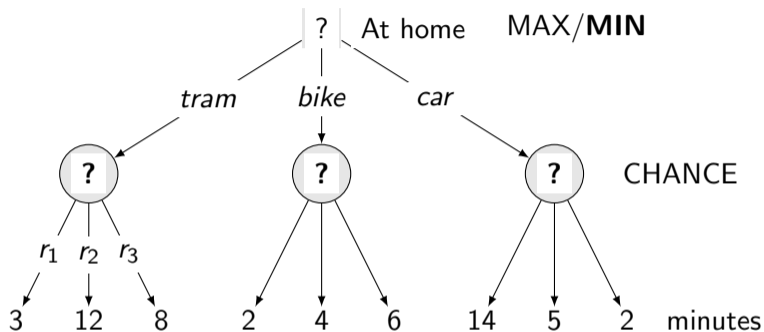 ? At home MAX/MIN
tram bike car
? ? ? CHANCE
r1 r2 r3
3 12 8 2 4 6 14 5 2 minutes